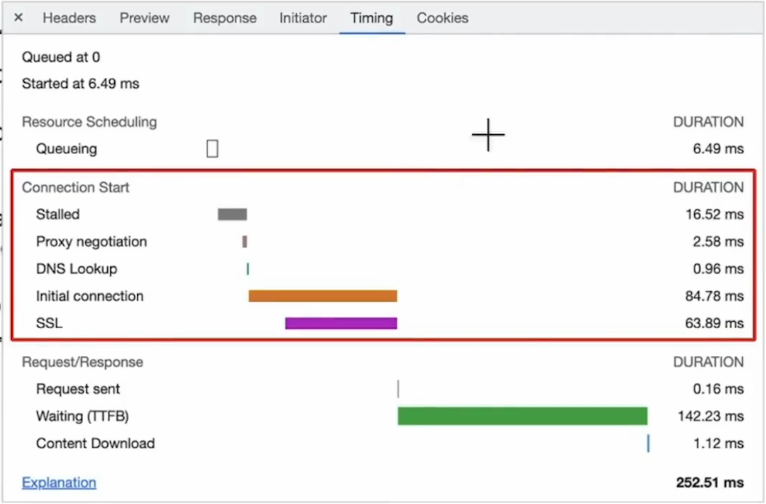 × Headers Preview Response Initiator Timing Cookies
Queued at 0
Started at 6.49 ms
Resource Scheduling DURATION
Queueing 6.49 ms
Connection Start DURATION
Stalled 16.52 ms
Proxy negotiation 2.58 ms
DNS Lookup 0.96 ms
Initial connection 84.78 ms
SSL 63.89 ms
Request/Response DURATION
Request sent 0.16 ms
Waiting (TTFB) 142.23 ms
Content Download 1.12 ms
Explanation 252.51 ms